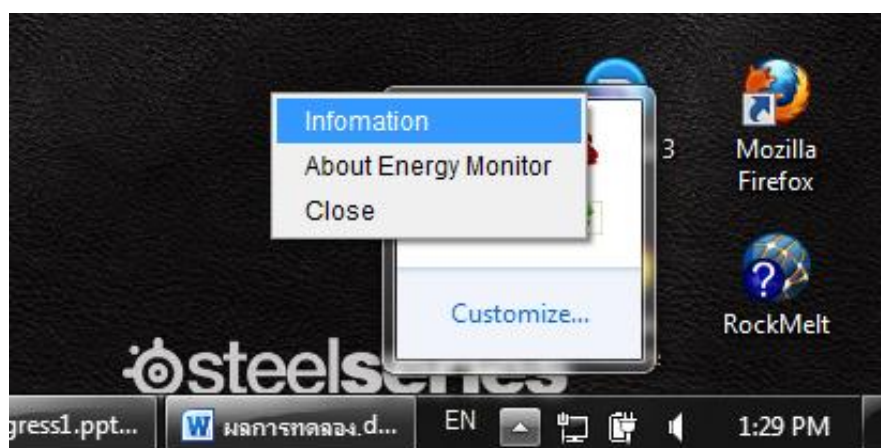 Infomation
About Energy Monitor
Close
3
Mozilla
Firefox
Customize...
RockMelt
steelseries
gress1.ppt...
W ผลการทดลอง.d...
EN
1:29 PM